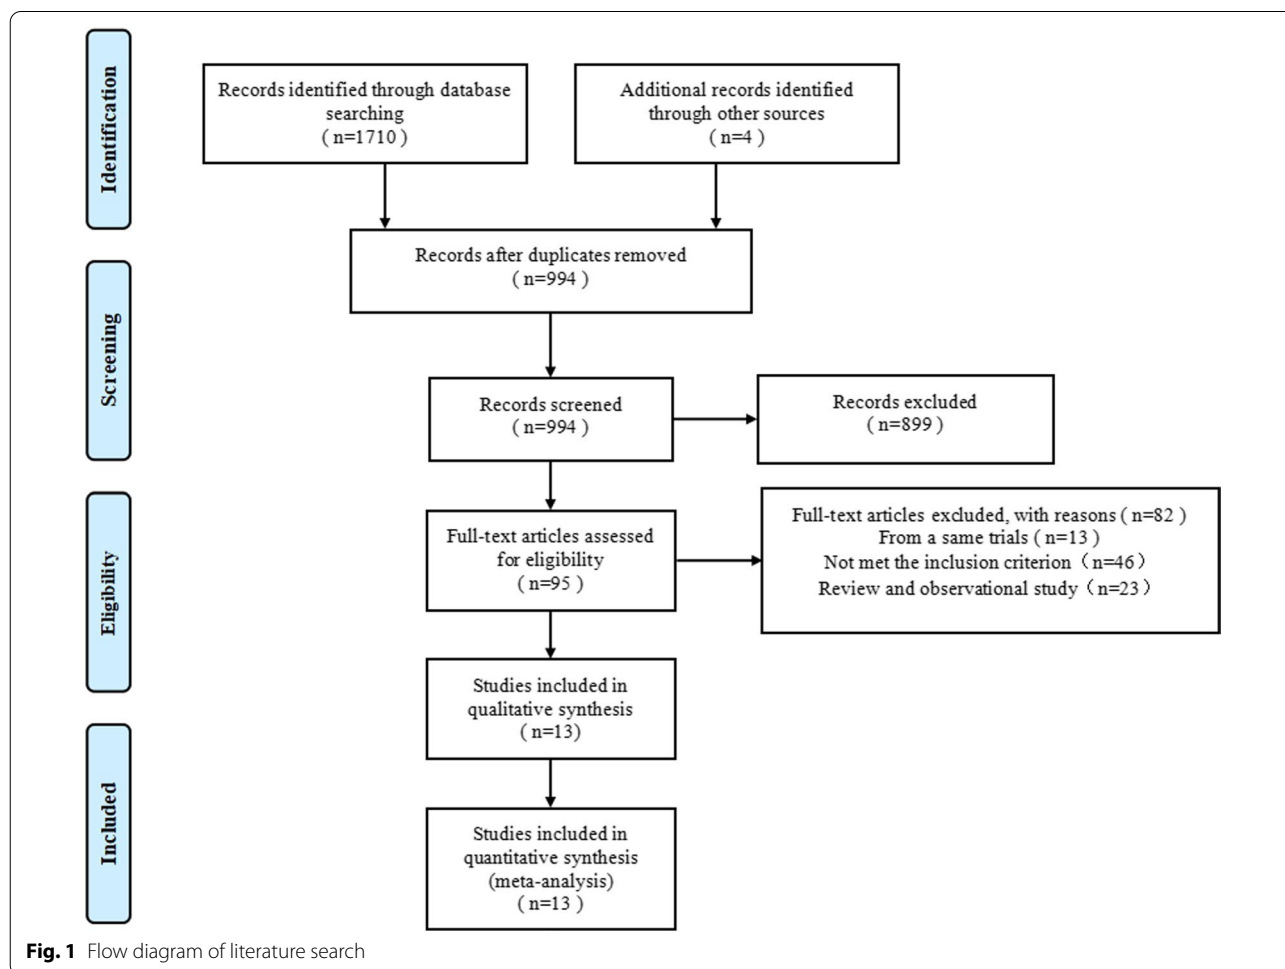 Identification
Records identified through database
searching
( n=1710 )
Additional records identified
through other sources
( n=4 )
Records after duplicates removed
( n=994 )
Screening
Records screened
( n=994 )
Records excluded
( n=899 )
Eligibility
Full-text articles assessed
for eligibility
( n=95 )
Full-text articles excluded, with reasons ( n=82 )
From a same trials ( n=13 )
Not met the inclusion criterion（n=46）
Review and observational study（n=23）
Studies included in
qualitative synthesis
( n=13)
Included
Studies included in
quantitative synthesis
(meta-analysis)
( n=13 )
Fig. 1 Flow diagram of literature search